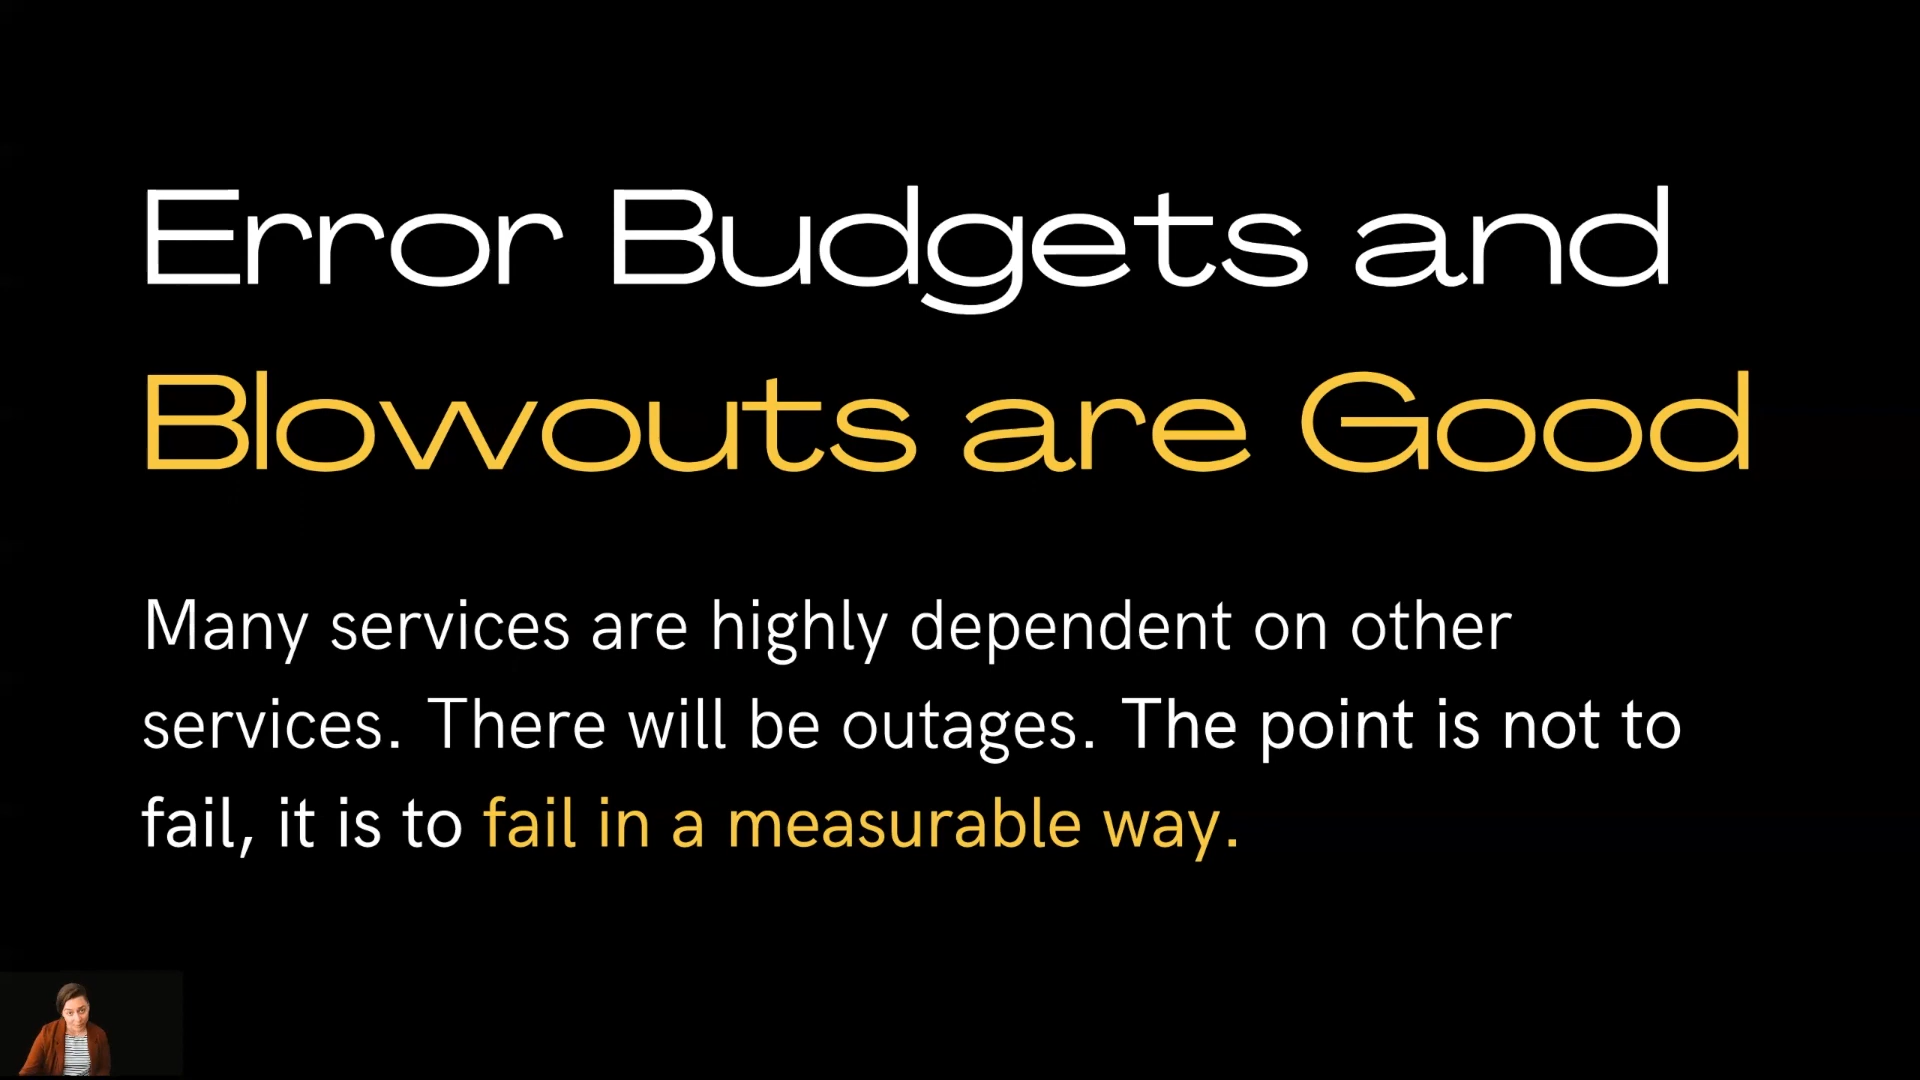 Error Budgets and
Blowouts are Good
Many services are highly dependent on other
services. There will be outages. The point is not to
fail, it is to fail in a measurable way.